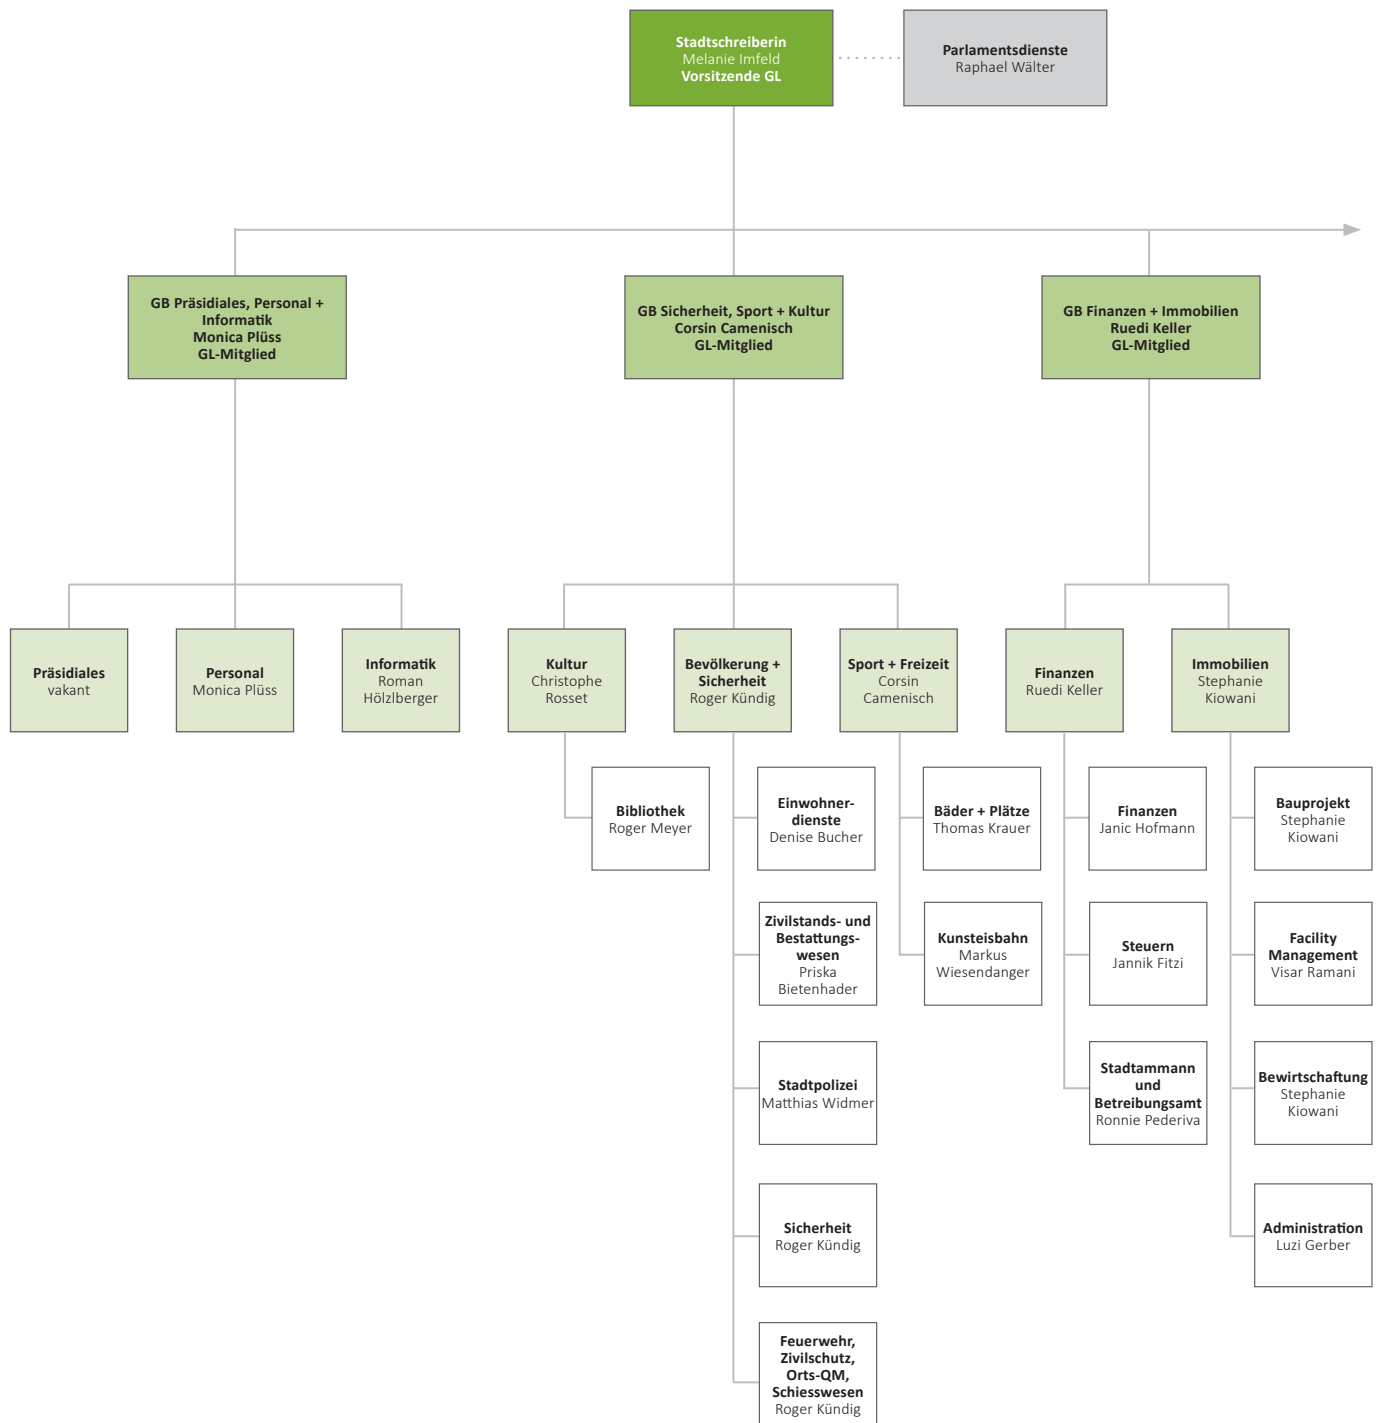 Stadtschreiberin
Melanie Imfeld
Vorsitzende GL
Parlamentsdienste
Raphael Wälter
GB Präsidiales, Personal +
Informatik
Monica Plüss
GL-Mitglied
GB Sicherheit, Sport + Kultur
Corsin Camenisch
GL-Mitglied
GB Finanzen + Immobilien
Ruedi Keller
GL-Mitglied
Präsidiales
vakant
Personal
Monica Plüss
Informatik
Roman
Hölzlberger
Kultur
Christophe
Rosset
Bevölkerung +
Sicherheit
Roger Kündig
Sport + Freizeit
Corsin
Camenisch
Finanzen
Ruedi Keller
Immobilien
Stephanie
Kiowani
Bibliothek
Roger Meyer
Einwohner-
dienste
Denise Bucher
Bäder + Plätze
Thomas Krauer
Finanzen
Janic Hofmann
Bauprojekt
Stephanie
Kiowani
Zivilstands- und
Bestattungs-
wesen
Priska
Bietenhader
Kunsteisbahn
Markus
Wiesendanger
Steuern
Jannik Fitzi
Facility
Management
Visar Ramani
Stadtpolizei
Matthias Widmer
Stadtammann
und
Betreibungsamt
Ronnie Pederiva
Bewirtschaftung
Stephanie
Kiowani
Sicherheit
Roger Kündig
Administration
Luzi Gerber
Feuerwehr,
Zivilschutz,
Orts-QM,
Schiesswesen
Roger Kündig